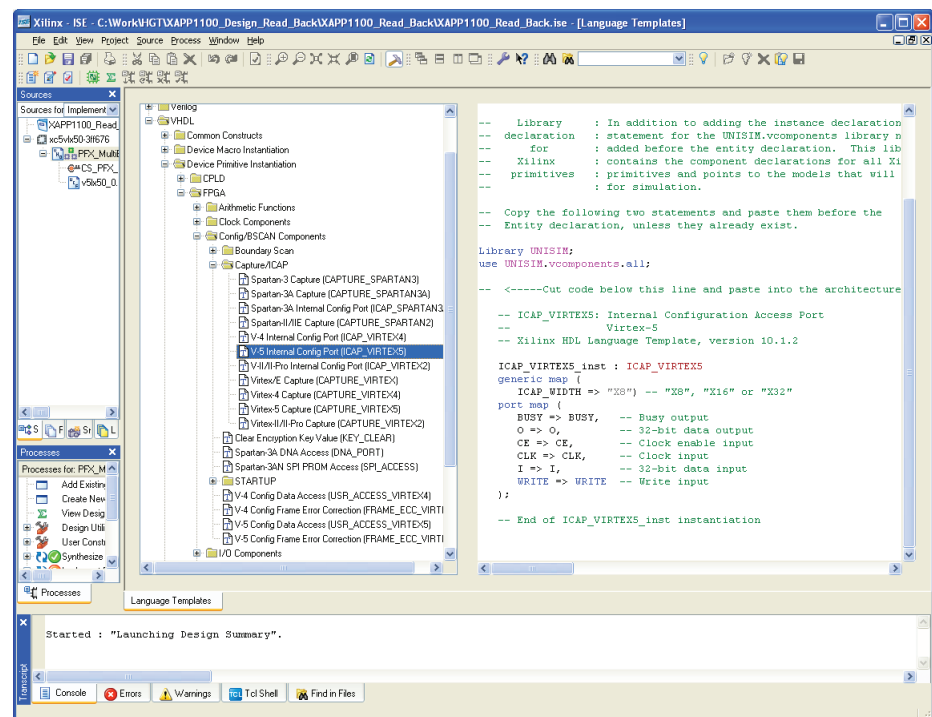 Xilinx - ISE - C:\Work\HGT\XAPP1100_Design_Read_Back\XAPP1100_Read_Back\XAPP1100_Read_Back.ise - [Language Templates]
File Edit View Project Source Process Window Help
Sources
Sources for: Implement
XAPP1100_Read_
xc5vlx50-3ff676
PFX_MultiB
CS_PFX_
v5lx50_0.
S F Sr L
Processes
Processes for: PFX_M
Add Existing
Create New
View Desig
Design Utili
User Consti
Synthesize
Processes
Verilog
VHDL
Common Constructs
Device Macro Instantiation
Device Primitive Instantiation
CPLD
FPGA
Arithmetic Functions
Clock Components
Config/BSCAN Components
Boundary Scan
Capture/ICAP
Spartan-3 Capture (CAPTURE_SPARTAN3)
Spartan-3A Capture (CAPTURE_SPARTAN3A)
Spartan-3A Internal Config Port (ICAP_SPARTAN3.
Spartan-II/IIE Capture (CAPTURE_SPARTAN2)
V-4 Internal Config Port (ICAP_VIRTEX4)
V-5 Internal Config Port (ICAP_VIRTEX5)
V-II/II-Pro Internal Config Port (ICAP_VIRTEX2)
Virtex/E Capture (CAPTURE_VIRTEX)
Virtex-4 Capture (CAPTURE_VIRTEX4)
Virtex-5 Capture (CAPTURE_VIRTEX5)
Virtex-II/II-Pro Capture (CAPTURE_VIRTEX2)
Clear Encryption Key Value (KEY_CLEAR)
Spartan-3A DNA Access (DNA_PORT)
Spartan-3AN SPI PROM Access (SPI_ACCESS)
STARTUP
V-4 Config Data Access (USR_ACCESS_VIRTEX4)
V-4 Config Frame Error Correction (FRAME_ECC_VIRTI
V-5 Config Data Access (USR_ACCESS_VIRTEX5)
V-5 Config Frame Error Correction (FRAME_ECC_VIRTI
I/O Components
Language Templates
-- Library : In addition to adding the instance declaration
-- declaration : statement for the UNISIM.vcomponents library n
-- for : added before the entity declaration. This lib
-- Xilinx : contains the component declarations for all Xi
-- primitives : primitives and points to the models that will
-- : for simulation.
-- Copy the following two statements and paste them before the
-- Entity declaration, unless they already exist.
Library UNISIM;
use UNISIM.vcomponents.all;
-- <-----Cut code below this line and paste into the architecture
-- ICAP_VIRTEX5: Internal Configuration Access Port
-- Virtex-5
-- Xilinx HDL Language Template, version 10.1.2
ICAP_VIRTEX5_inst : ICAP_VIRTEX5
generic map (
ICAP_WIDTH => "X8") -- "X8", "X16" or "X32"
port map (
BUSY => BUSY, -- Busy output
O => O, -- 32-bit data output
CE => CE, -- Clock enable input
CLK => CLK, -- Clock input
I => I, -- 32-bit data input
WRITE => WRITE -- Write input
);
-- End of ICAP_VIRTEX5_inst instantiation
Started : "Launching Design Summary".
Transcript
Console Errors Warnings Tcl Shell Find in Files